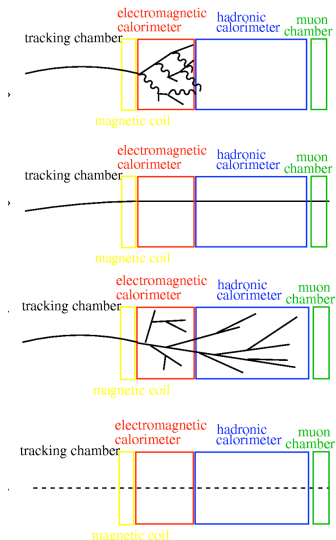 electromagnetic
calorimeter
hadronic
calorimeter
muon
chamber
tracking chamber
magnetic coil
electromagnetic
calorimeter
hadronic
calorimeter
muon
chamber
tracking chamber
magnetic coil
electromagnetic
calorimeter
hadronic
calorimeter
muon
chamber
tracking chamber
magnetic coil
electromagnetic
calorimeter
hadronic
calorimeter
muon
chamber
tracking chamber
magnetic coil